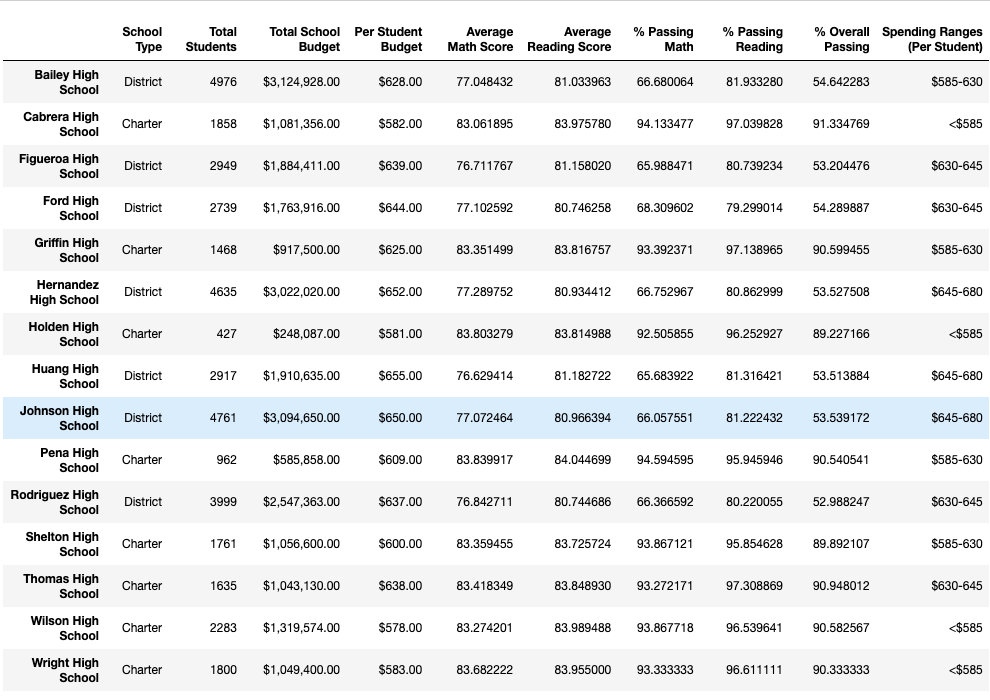 School Type Total Students Total School Budget Per Student Budget Average Math Score Average Reading Score % Passing Math % Passing Reading % Overall Passing Spending Ranges (Per Student)
Bailey High School District 4976 $3,124,928.00 $628.00 77.048432 81.033963 66.680064 81.933280 54.642283 $585-630
Cabrera High School Charter 1858 $1,081,356.00 $582.00 83.061895 83.975780 94.133477 97.039828 91.334769 <$585
Figueroa High School District 2949 $1,884,411.00 $639.00 76.711767 81.158020 65.988471 80.739234 53.204476 $630-645
Ford High School District 2739 $1,763,916.00 $644.00 77.102592 80.746258 68.309602 79.299014 54.289887 $630-645
Griffin High School Charter 1468 $917,500.00 $625.00 83.351499 83.816757 93.392371 97.138965 90.599455 $585-630
Hernandez High School District 4635 $3,022,020.00 $652.00 77.289752 80.934412 66.752967 80.862999 53.527508 $645-680
Holden High School Charter 427 $248,087.00 $581.00 83.803279 83.814988 92.505855 96.252927 89.227166 <$585
Huang High School District 2917 $1,910,635.00 $655.00 76.629414 81.182722 65.683922 81.316421 53.513884 $645-680
Johnson High School District 4761 $3,094,650.00 $650.00 77.072464 80.966394 66.057551 81.222432 53.539172 $645-680
Pena High School Charter 962 $585,858.00 $609.00 83.839917 84.044699 94.594595 95.945946 90.540541 $585-630
Rodriguez High School District 3999 $2,547,363.00 $637.00 76.842711 80.744686 66.366592 80.220055 52.988247 $630-645
Shelton High School Charter 1761 $1,056,600.00 $600.00 83.359455 83.725724 93.867121 95.854628 89.892107 $585-630
Thomas High School Charter 1635 $1,043,130.00 $638.00 83.418349 83.848930 93.272171 97.308869 90.948012 $630-645
Wilson High School Charter 2283 $1,319,574.00 $578.00 83.274201 83.989488 93.867718 96.539641 90.582567 <$585
Wright High School Charter 1800 $1,049,400.00 $583.00 83.682222 83.955000 93.333333 96.611111 90.333333 <$585